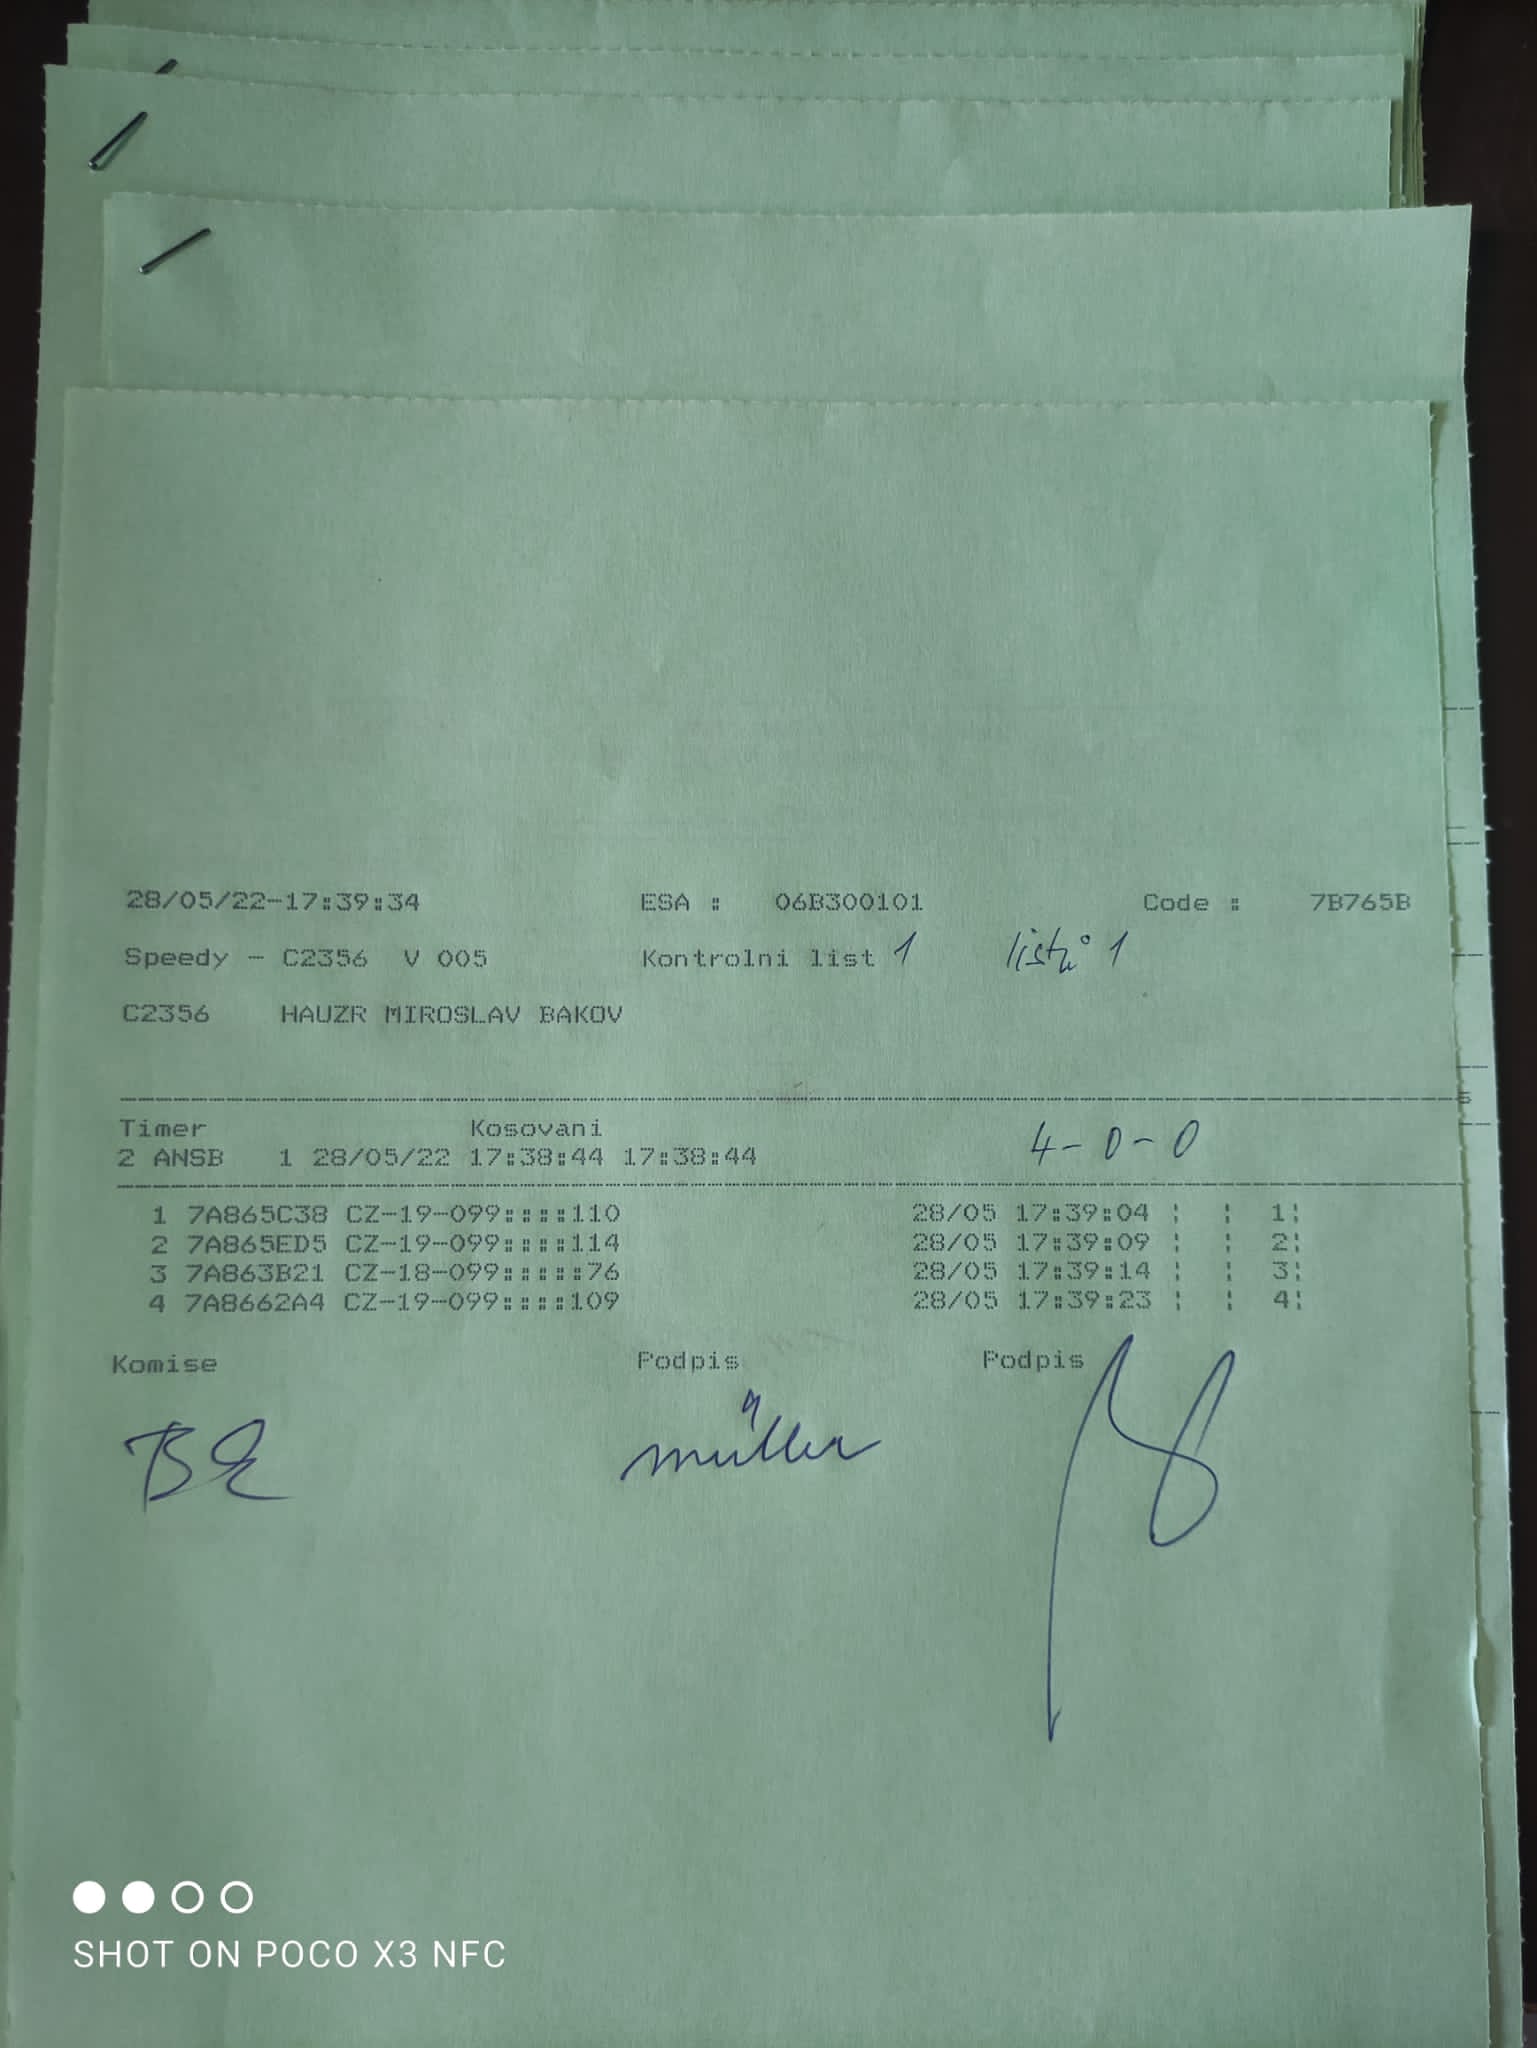 28/05/22-17:39:34 ESA : 06B300101 Code : 7B765B
Speedy - C2356 V 005 Kontrolni list 1 listů 1
C2356 HAUZR MIROSLAV BAKOV
Timer Kosovani
2 ANSB 1 28/05/22 17:38:44 17:38:44 4-0-0
1 7A865C38 CZ-19-099::::110 28/05 17:39:04 ¦ ¦ 1¦
2 7A865ED5 CZ-19-099::::114 28/05 17:39:09 ¦ ¦ 2¦
3 7A863B21 CZ-18-099:::::76 28/05 17:39:14 ¦ ¦ 3¦
4 7A8662A4 CZ-19-099::::109 28/05 17:39:23 ¦ ¦ 4¦
Komise Podpis Podpis
müller
SHOT ON POCO X3 NFC